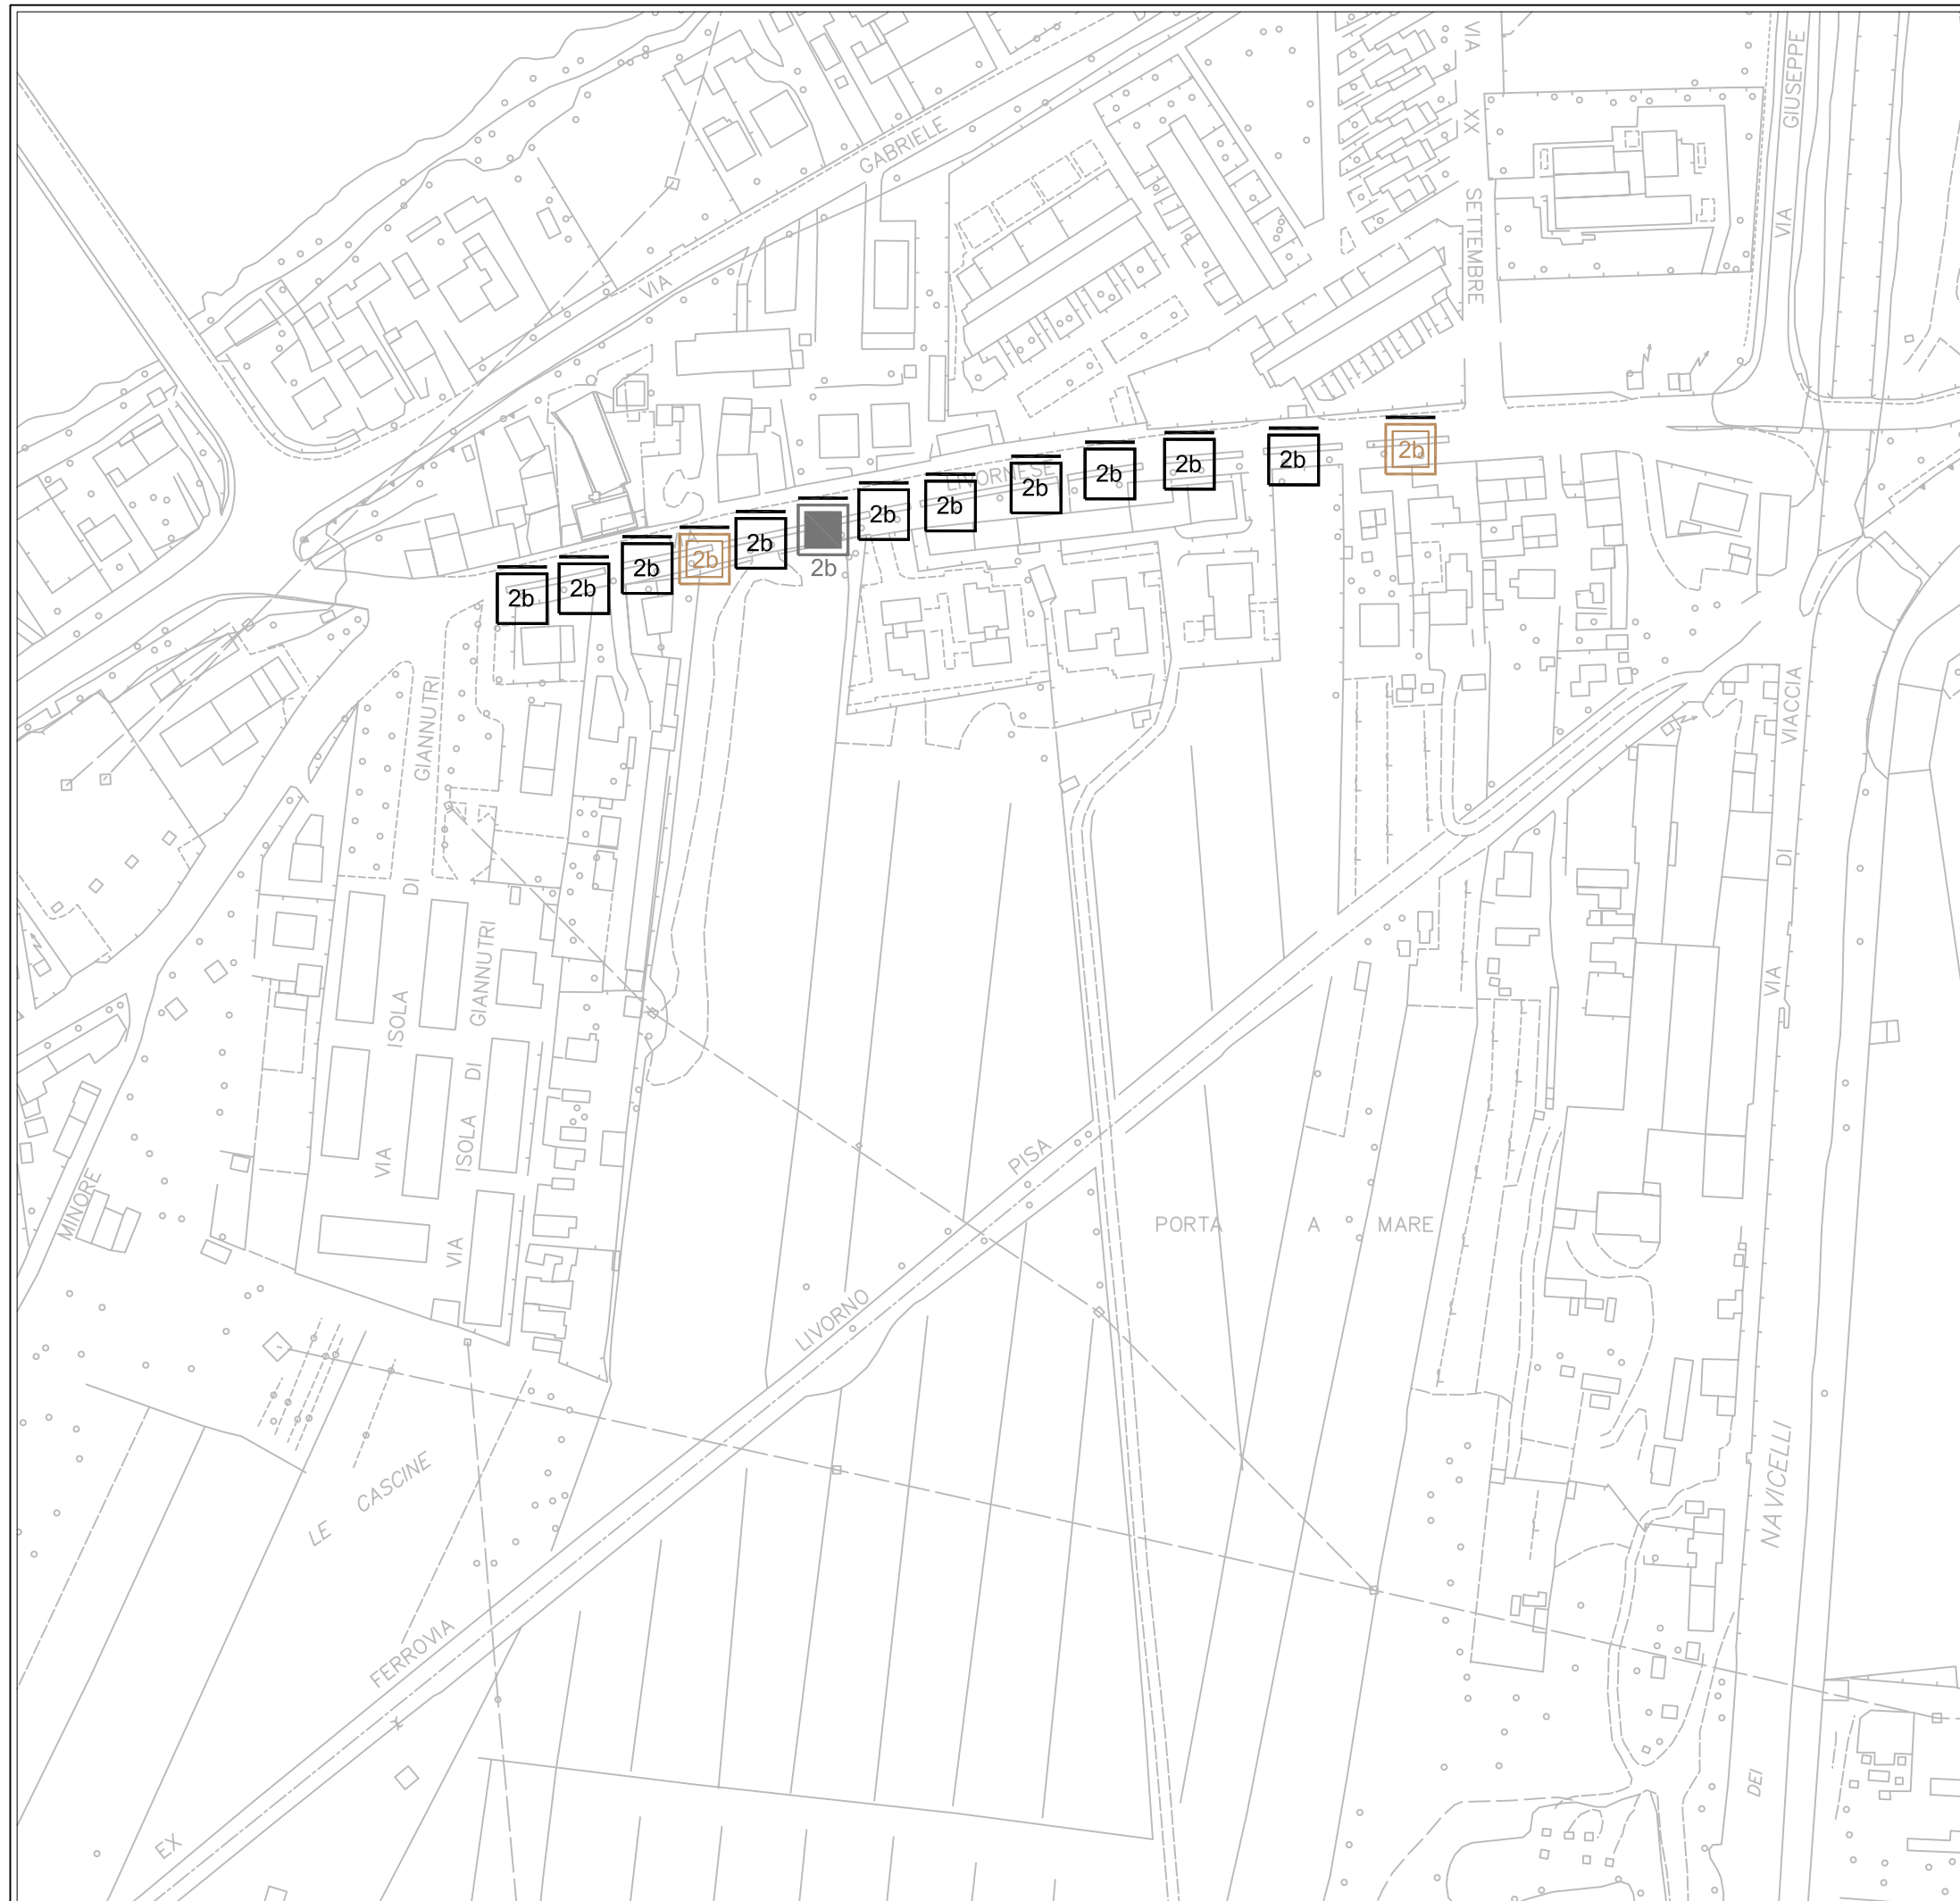 VIA
XX
SETTEMBRE
VIA
GIUSEPPE
VIA
GABRIELE
LIVORNESE
2b
2b
2b
2b
2b
2b
2b
2b
2b
2b
2b
2b
2b
VIA
ISOLA
DI
GIANNUTRI
VIA
ISOLA
DI
GIANNUTRI
MINORE
VIA
DI
VIACCIA
PORTA A MARE
EX
FERROVIA
LIVORNO
PISA
LE CASCINE
DEI
NAVICELLI